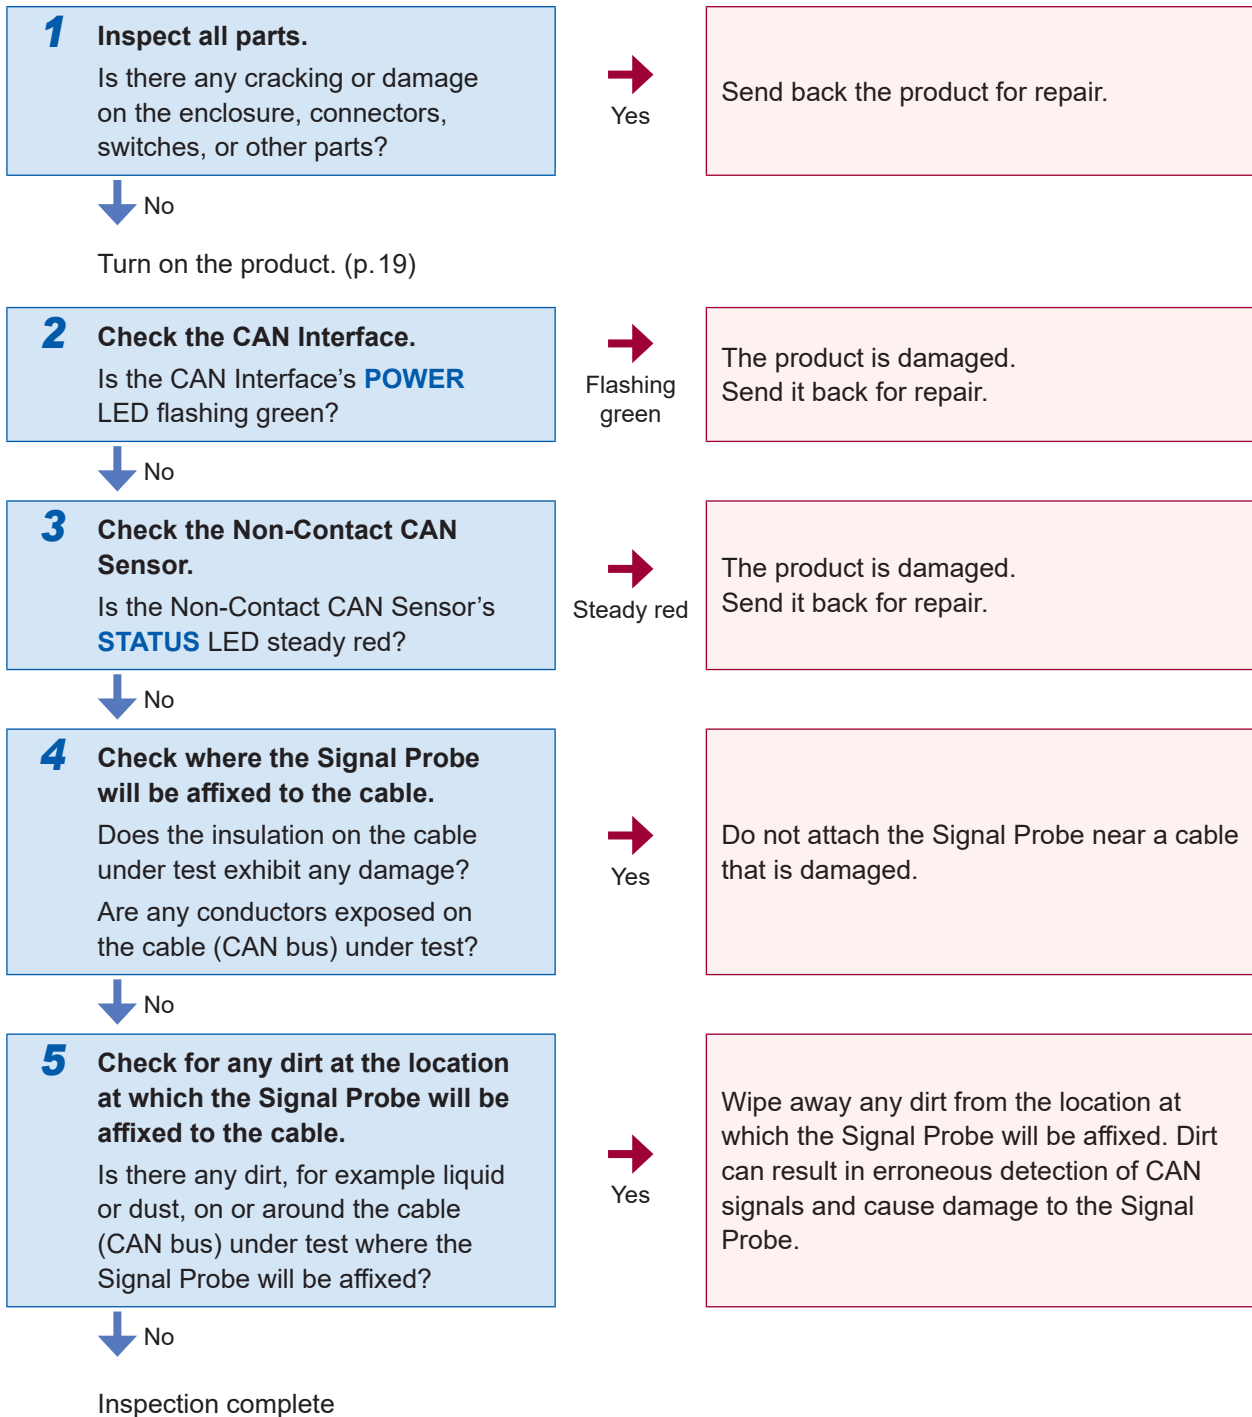 1 Inspect all parts.
Is there any cracking or damage
on the enclosure, connectors,
switches, or other parts?
Yes
Send back the product for repair.
No
Turn on the product. (p.19)
2 Check the CAN Interface.
Is the CAN Interface’s POWER
LED flashing green?
Flashing
green
The product is damaged.
Send it back for repair.
No
3 Check the Non-Contact CAN
Sensor.
Is the Non-Contact CAN Sensor’s
STATUS LED steady red?
Steady red
The product is damaged.
Send it back for repair.
No
4 Check where the Signal Probe
will be affixed to the cable.
Does the insulation on the cable
under test exhibit any damage?
Are any conductors exposed on
the cable (CAN bus) under test?
Yes
Do not attach the Signal Probe near a cable
that is damaged.
No
5 Check for any dirt at the location
at which the Signal Probe will be
affixed to the cable.
Is there any dirt, for example liquid
or dust, on or around the cable
(CAN bus) under test where the
Signal Probe will be affixed?
Yes
Wipe away any dirt from the location at
which the Signal Probe will be affixed. Dirt
can result in erroneous detection of CAN
signals and cause damage to the Signal
Probe.
No
Inspection complete